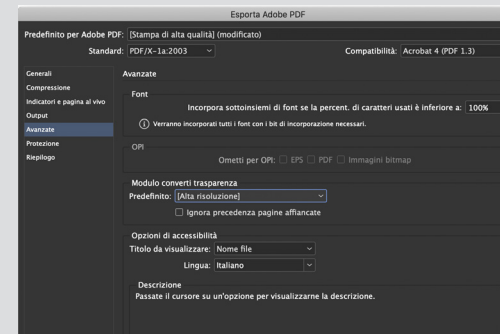 Esporta Adobe PDF
Predefinito per Adobe PDF: [Stampa di alta qualità] (modificato)
Standard: PDF/X-1a:2003 Compatibilità: Acrobat 4 (PDF 1.3)
Generali
Compressione
Indicatori e pagina al vivo
Output
Avanzate
Protezione
Riepilogo
Avanzate
Font
Incorpora sottoinsiemi di font se la percent. di caratteri usati è inferiore a: 100%
Verranno incorporati tutti i font con i bit di incorporazione necessari.
OPI
Ometti per OPI: EPS PDF Immagini bitmap
Modulo converti trasparenza
Predefinito: [Alta risoluzione]
Ignora precedenza pagine affiancate
Opzioni di accessibilità
Titolo da visualizzare: Nome file
Lingua: Italiano
Descrizione
Passate il cursore su un'opzione per visualizzarne la descrizione.